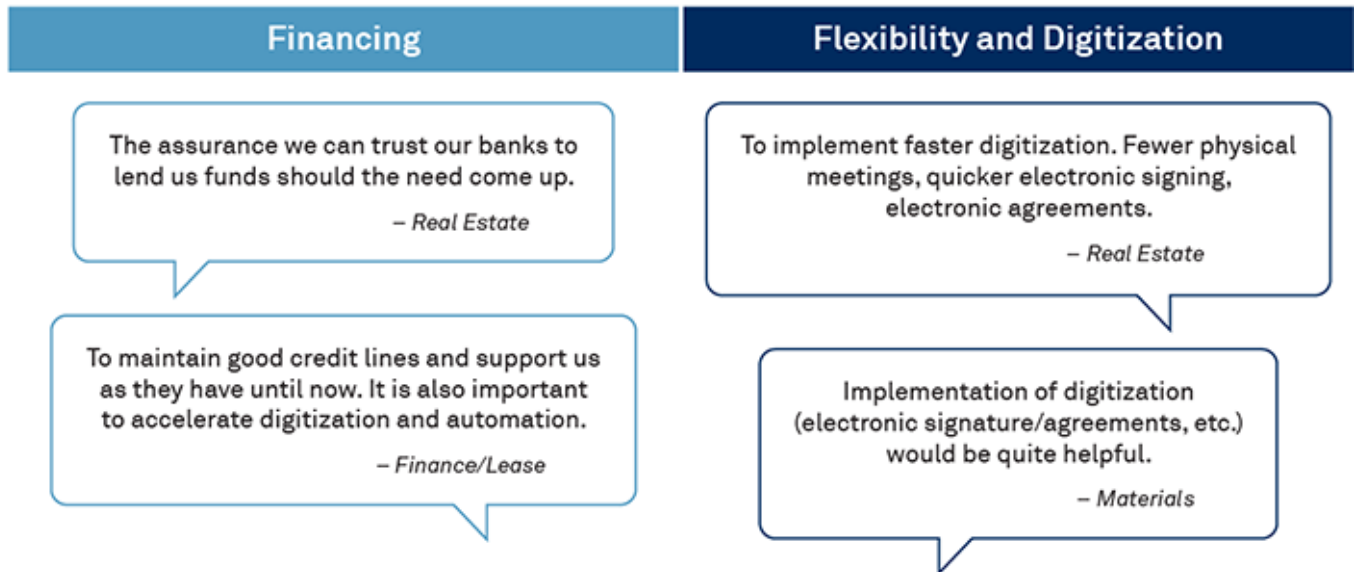 Financing
The assurance we can trust our banks to
lend us funds should the need come up.
– Real Estate
To maintain good credit lines and support us
as they have until now. It is also important
to accelerate digitization and automation.
– Finance/Lease
Flexibility and Digitization
To implement faster digitization. Fewer physical
meetings, quicker electronic signing,
electronic agreements.
– Real Estate
Implementation of digitization
(electronic signature/agreements, etc.)
would be quite helpful.
– Materials